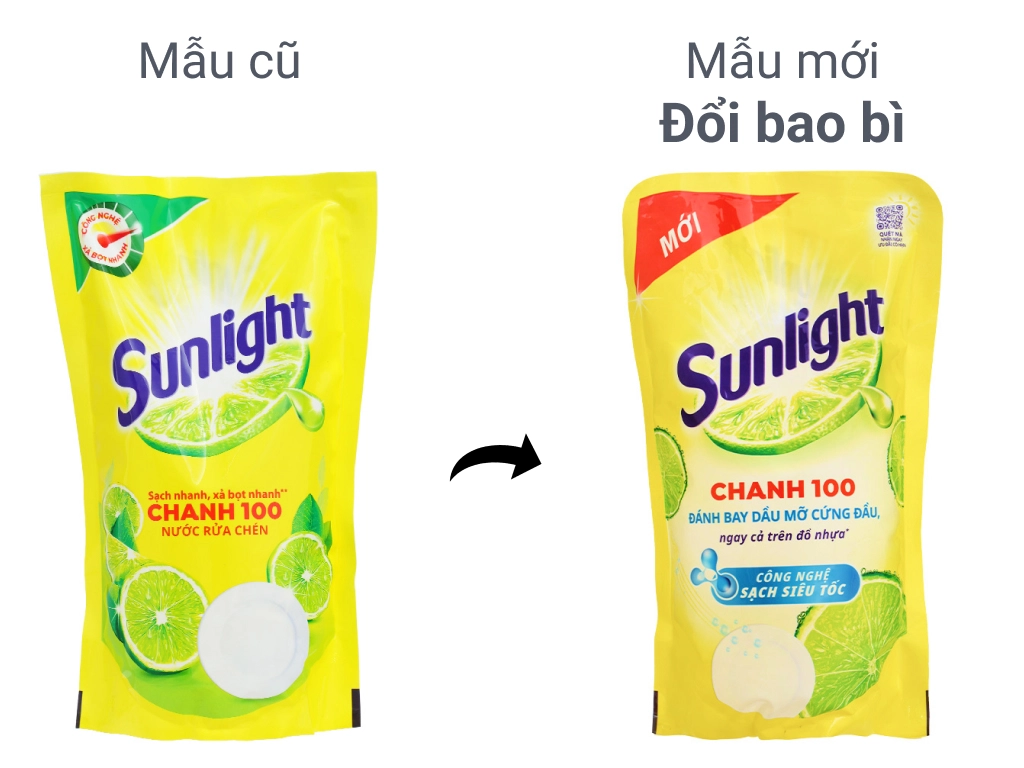 Mẫu cũ
Mẫu mới
Đổi bao bì
CÔNG NGHỆ
XẢ BỌT NHANH
Sunlight
Sạch nhanh, xả bọt nhanh**
CHANH 100
NƯỚC RỬA CHÉN
MỚI
QUÉT MÃ
Sunlight
CHANH 100
ĐÁNH BAY DẦU MỠ CỨNG ĐẦU,
ngay cả trên đồ nhựa*
CÔNG NGHỆ
SẠCH SIÊU TỐC